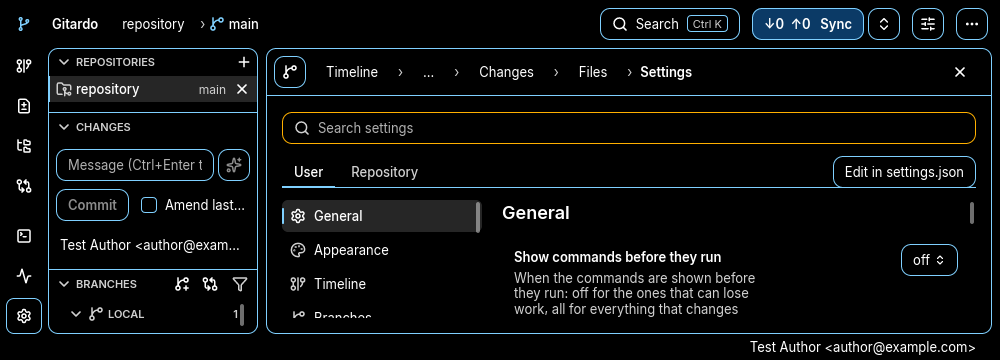 Gitardo repository › main Search Ctrl K ↓0 ↑0 Sync
REPOSITORIES
repository main
CHANGES
Message (Ctrl+Enter t
Commit Amend last...
Test Author <author@exam...
BRANCHES
LOCAL 1
Timeline › ... › Changes › Files › Settings
Search settings
User Repository Edit in settings.json
General
Appearance
Timeline
Branches
General
Show commands before they run
When the commands are shown before
they run: off for the ones that can lose
work, all for everything that changes
off
Test Author <author@example.com>